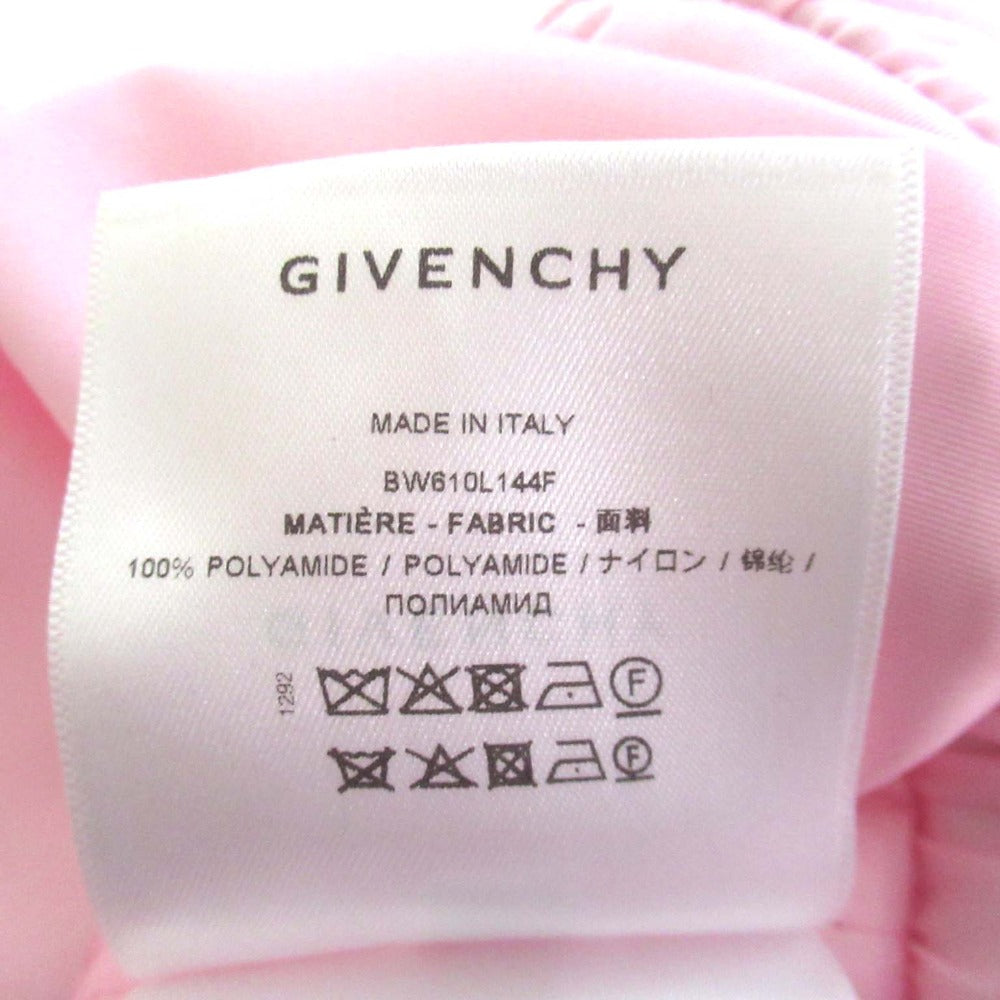 GIVENCHY
MADE IN ITALY
BW610L144F
MATIÈRE - FABRIC - 面料
100% POLYAMIDE / POLYAMIDE / ナイロン / 锦纶 /
ПОЛИАМИД
1292
F
F